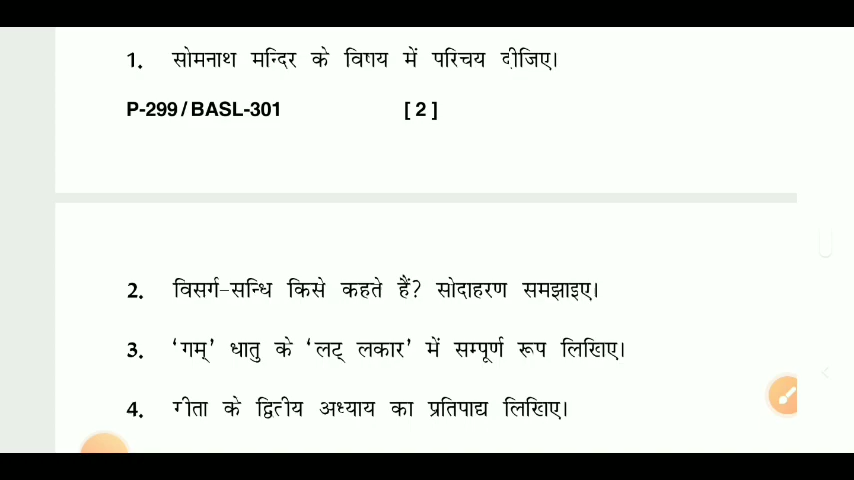 1. सोमनाथ मन्दिर के विषय में परिचय दीजिए।
P-299 / BASL-301 [ 2 ]
2. विसर्ग-सन्धि किसे कहते हैं? सोदाहरण समझाइए।
3. ‘गम्’ धातु के ‘लट् लकार’ में सम्पूर्ण रूप लिखिए।
4. गीता के द्वितीय अध्याय का प्रतिपाद्य लिखिए।